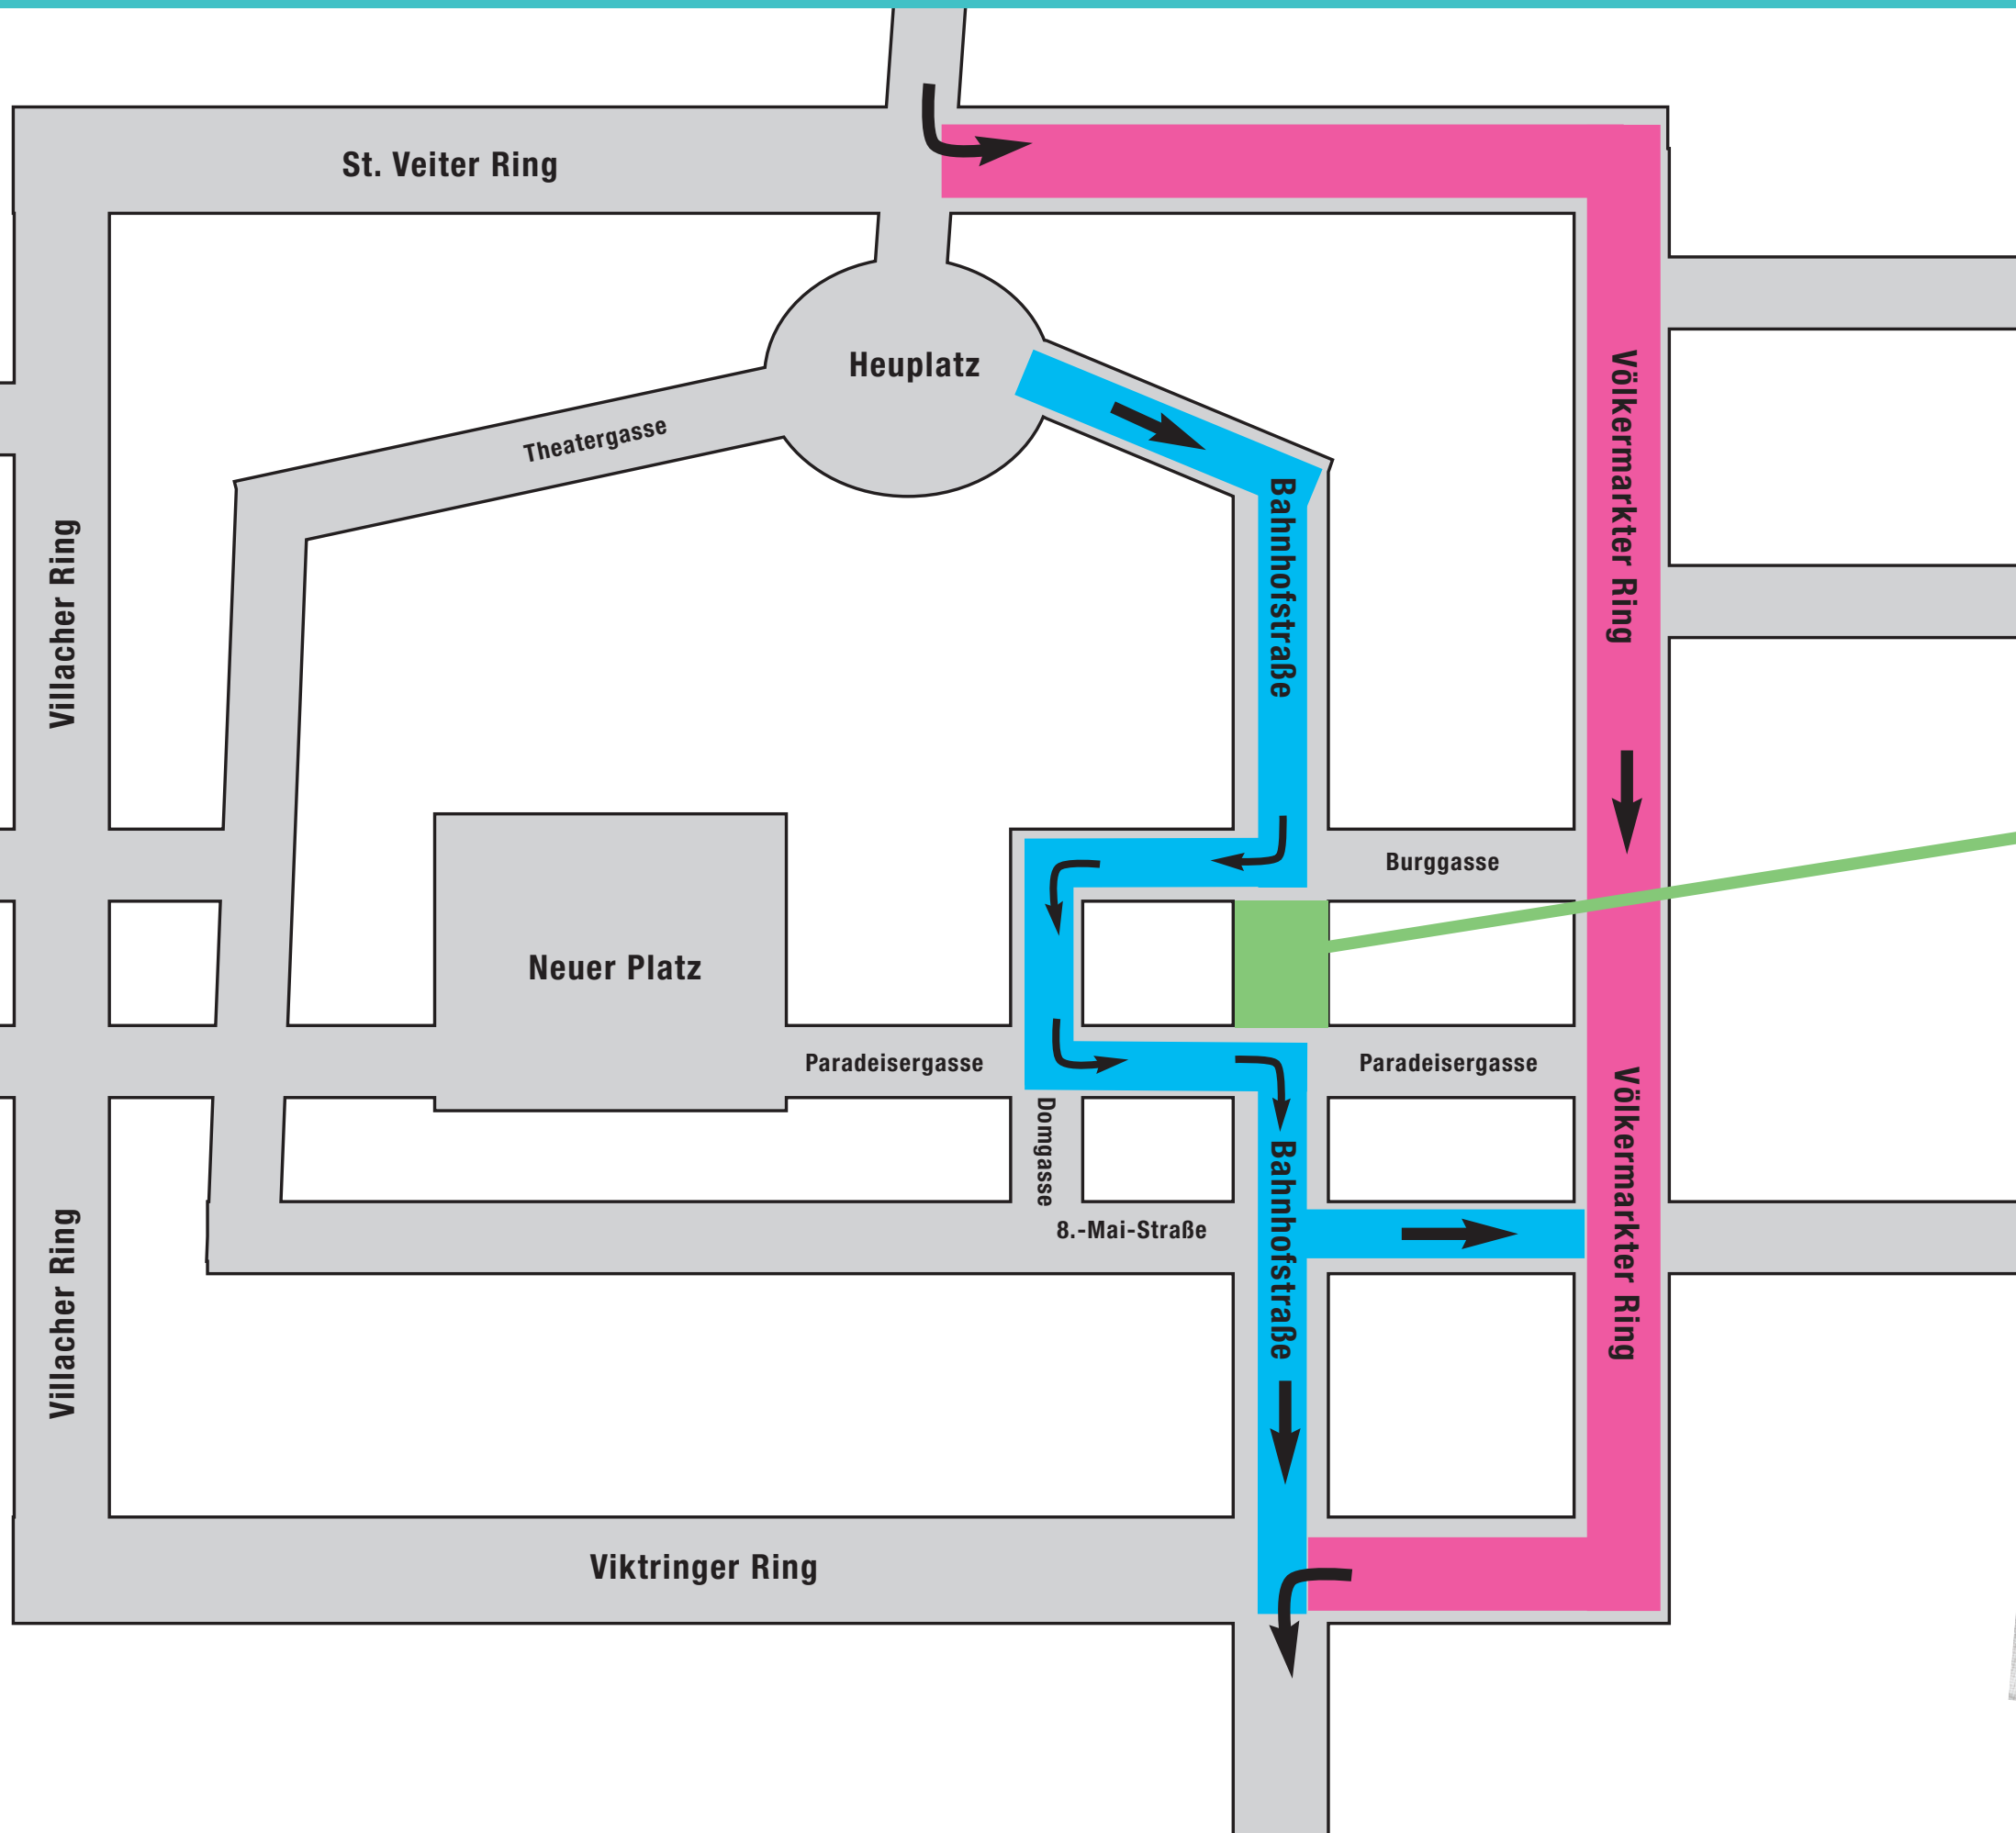 St. Veiter Ring
Heuplatz
Theatergasse
Völkermarkter Ring
Bahnhofstraße
Villacher Ring
Burggasse
Neuer Platz
Paradeisergasse
Paradeisergasse
Domgasse
Völkermarkter Ring
Bahnhofstraße
8.-Mai-Straße
Villacher Ring
Viktringer Ring